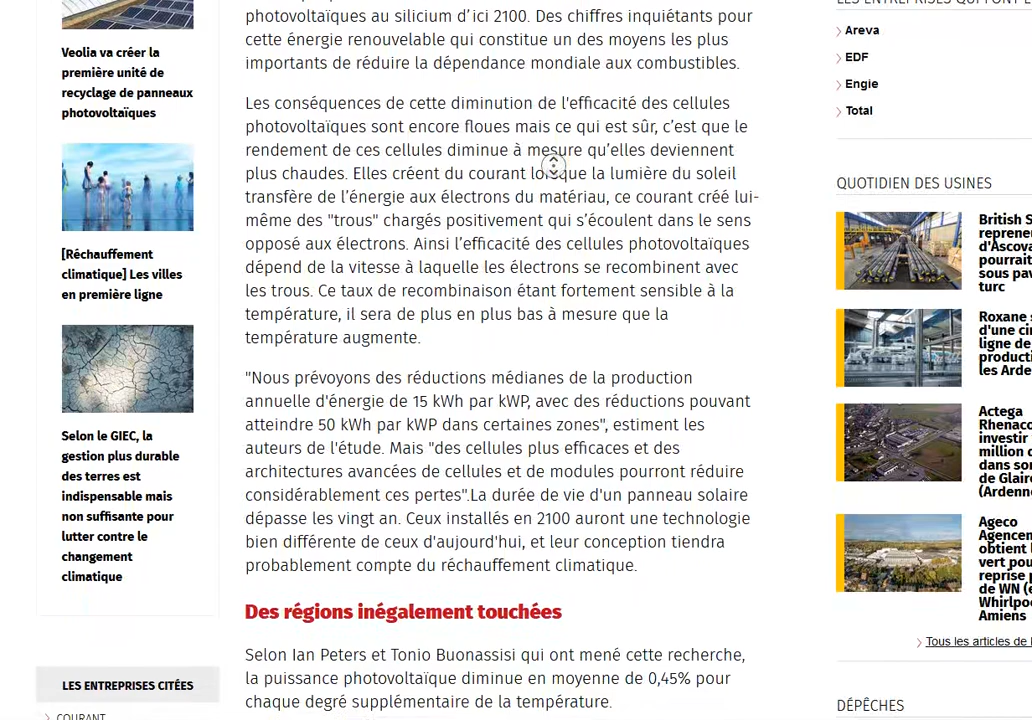 Veolia va créer la
première unité de
recyclage de panneaux
photovoltaïques
[Réchauffement
climatique] Les villes
en première ligne
Selon le GIEC, la
gestion plus durable
des terres est
indispensable mais
non suffisante pour
lutter contre le
changement
climatique
LES ENTREPRISES CITÉES
COURANT
photovoltaïques au silicium d'ici 2100. Des chiffres inquiétants pour
cette énergie renouvelable qui constitue un des moyens les plus
importants de réduire la dépendance mondiale aux combustibles.
Les conséquences de cette diminution de l'efficacité des cellules
photovoltaïques sont encore floues mais ce qui est sûr, c'est que le
rendement de ces cellules diminue à mesure qu'elles deviennent
plus chaudes. Elles créent du courant lorsque la lumière du soleil
transfère de l'énergie aux électrons du matériau, ce courant créé lui-
même des "trous" chargés positivement qui s'écoulent dans le sens
opposé aux électrons. Ainsi l'efficacité des cellules photovoltaïques
dépend de la vitesse à laquelle les électrons se recombinent avec
les trous. Ce taux de recombinaison étant fortement sensible à la
température, il sera de plus en plus bas à mesure que la
température augmente.
"Nous prévoyons des réductions médianes de la production
annuelle d'énergie de 15 kWh par kWP, avec des réductions pouvant
atteindre 50 kWh par kWP dans certaines zones", estiment les
auteurs de l'étude. Mais "des cellules plus efficaces et des
architectures avancées de cellules et de modules pourront réduire
considérablement ces pertes".La durée de vie d'un panneau solaire
dépasse les vingt an. Ceux installés en 2100 auront une technologie
bien différente de ceux d'aujourd'hui, et leur conception tiendra
probablement compte du réchauffement climatique.
Des régions inégalement touchées
Selon Ian Peters et Tonio Buonassisi qui ont mené cette recherche,
la puissance photovoltaïque diminue en moyenne de 0,45% pour
chaque degré supplémentaire de la température.
Areva
EDF
Engie
Total
QUOTIDIEN DES USINES
British S
repreneu
d'Ascova
pourrait
sous pav
turc
Roxane s
d'une cin
ligne de
producti
les Arde
Actega
Rhenaco
investir
million d
dans son
de Glaire
(Ardenne
Ageco
Agencem
obtient l
vert pou
reprise p
de WN (e
Whirlpoo
Amiens
Tous les articles de l
DÉPÊCHES